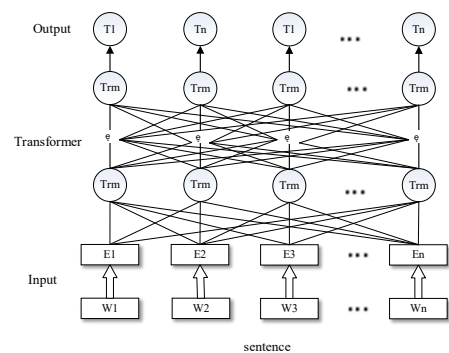 Output T1 Tn T1 ... Tn
Trm Trm Trm Trm
Transformer
Trm Trm Trm ... Trm
E1 E2 E3 ... En
Input
W1 W2 W3 ... Wn
sentence